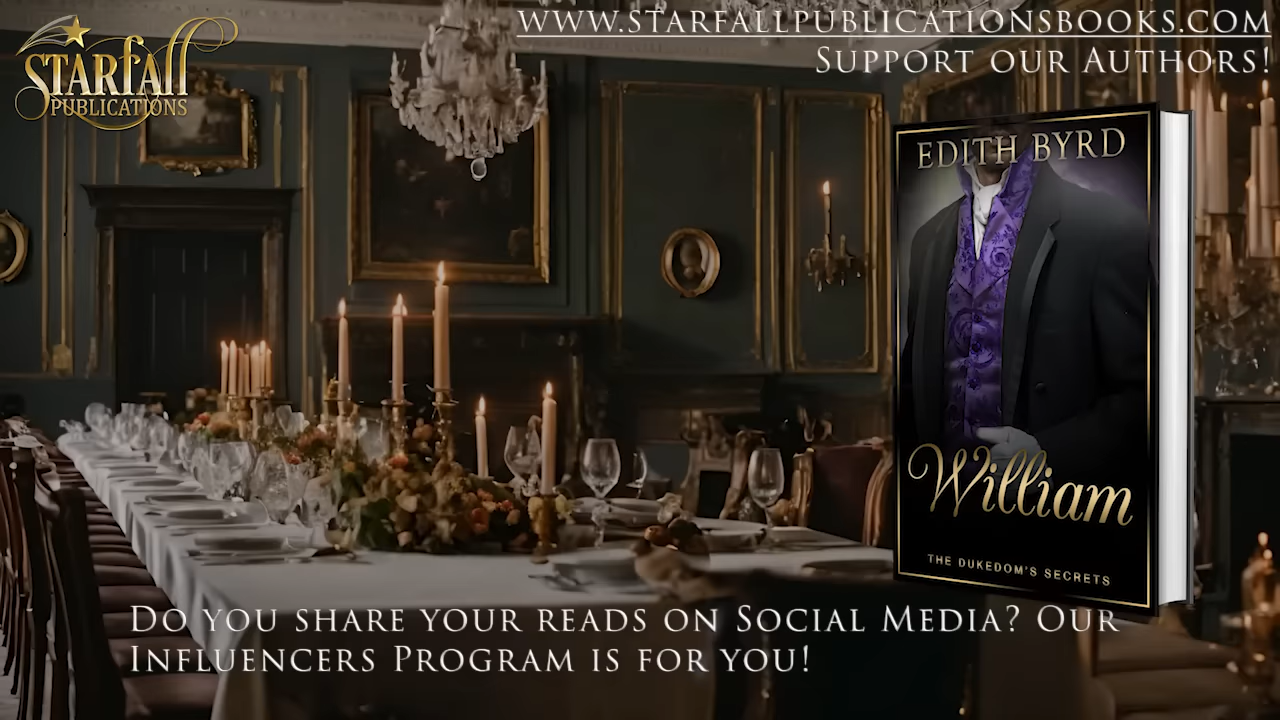 STARfall
PUBLICATIONS
www.starfallpublicationsbooks.com
Support our Authors!
EDITH BYRD
William
THE DUKEDOM'S SECRETS
Do you share your reads on Social Media? Our
Influencers Program is for you!